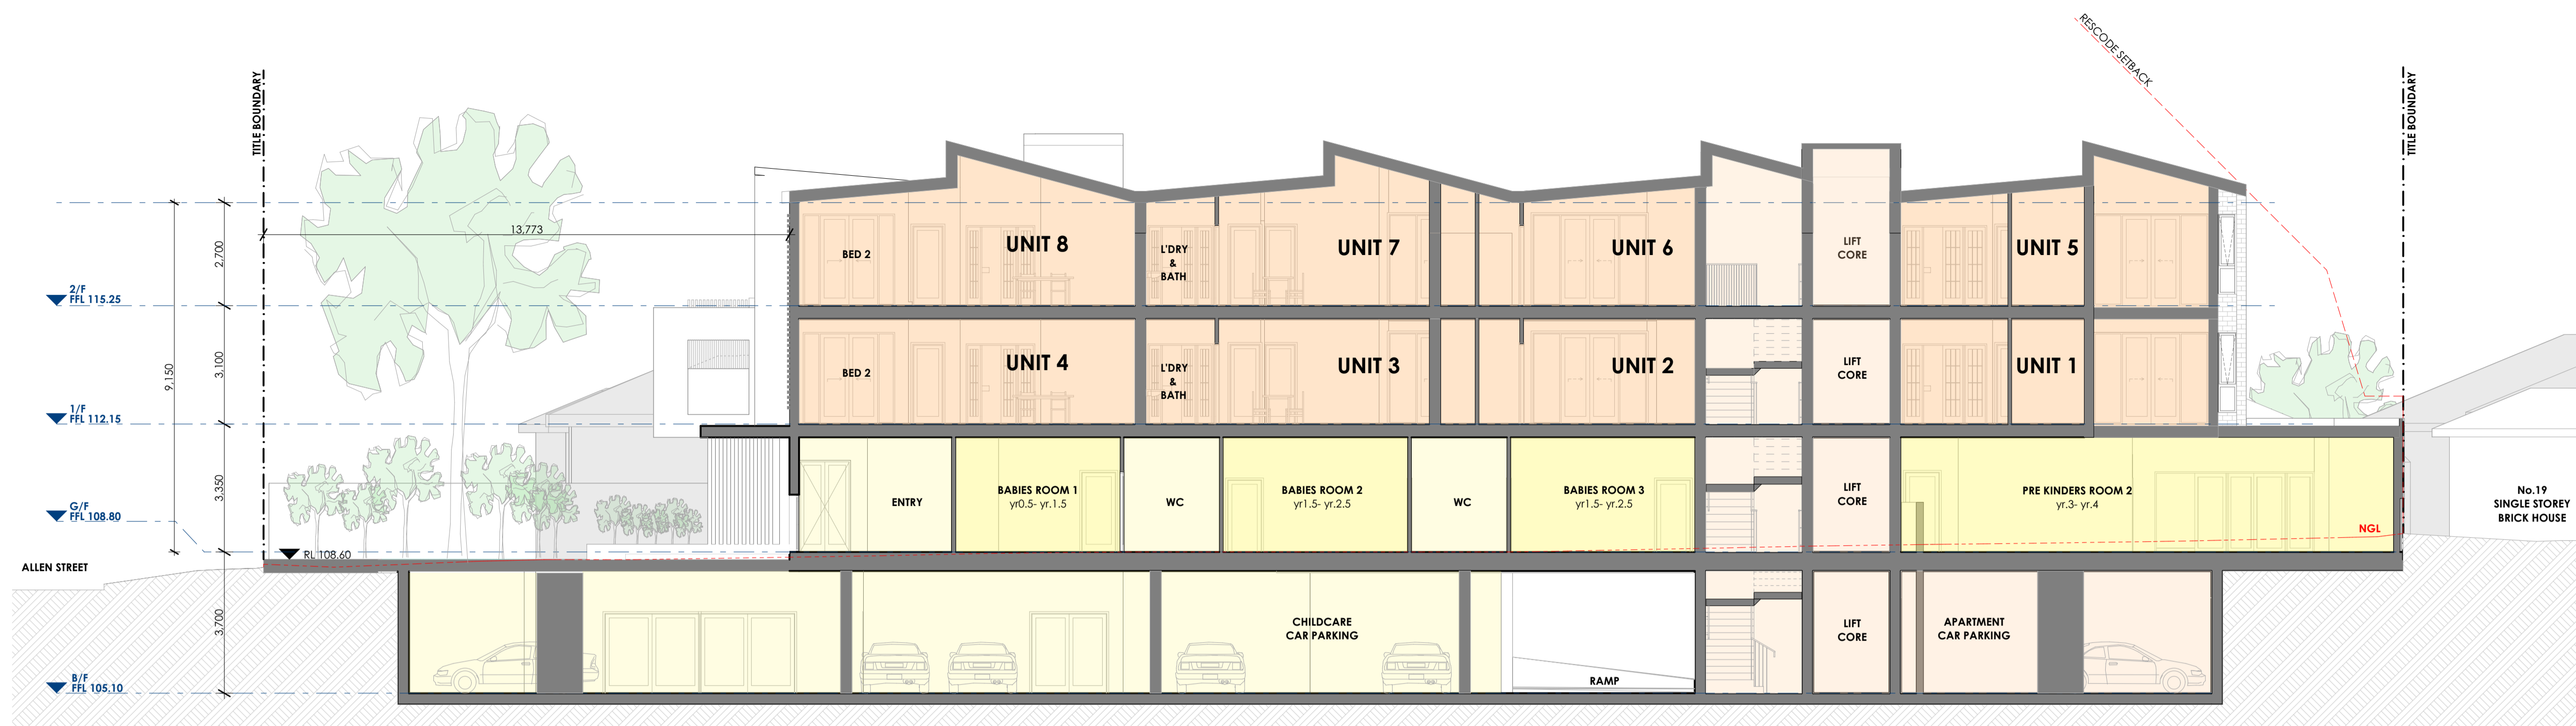 RESCODE SETBACK
TITLE BOUNDARY
TITLE BOUNDARY
13,773
2,700
BED 2
UNIT 8
L'DRY
&
BATH
UNIT 7
UNIT 6
LIFT
CORE
UNIT 5
2/F
FFL 115.25
9,150
3,100
BED 2
UNIT 4
L'DRY
&
BATH
UNIT 3
UNIT 2
LIFT
CORE
UNIT 1
1/F
FFL 112.15
3,350
ENTRY
BABIES ROOM 1
yr0.5- yr.1.5
WC
BABIES ROOM 2
yr1.5- yr.2.5
WC
BABIES ROOM 3
yr1.5- yr.2.5
LIFT
CORE
PRE KINDERS ROOM 2
yr.3- yr.4
No.19
SINGLE STOREY
BRICK HOUSE
G/F
FFL 108.80
NGL
RL 108.60
ALLEN STREET
3,700
CHILDCARE
CAR PARKING
LIFT
CORE
APARTMENT
CAR PARKING
RAMP
B/F
FFL 105.10